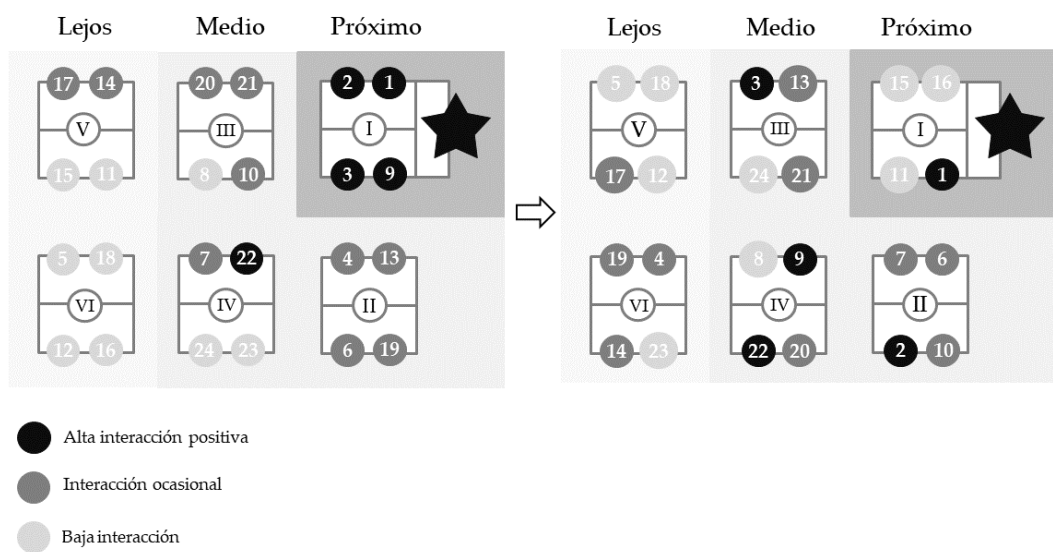 Lejos Medio Próximo
17 14 20 21 2 1
V III I
15 11 8 10 3 9
5 18 7 22 4 13
VI IV II
12 16 24 23 6 19
Lejos Medio Próximo
5 18 3 13 15 16
V III I
17 12 24 21 11 1
19 4 8 9 7 6
VI IV II
14 23 22 20 2 10
Alta interacción positiva
Interacción ocasional
Baja interacción